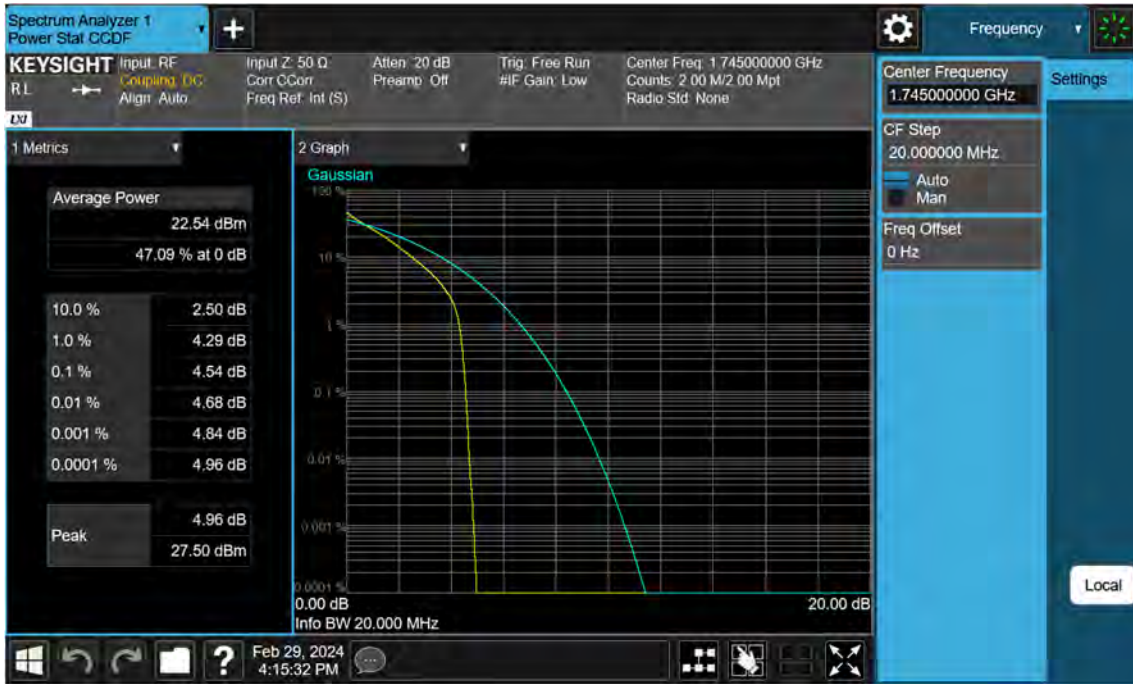 Spectrum Analyzer 1
Power Stat CCDF
+
Frequency
KEYSIGHT
R L
LXI
Input: RF
Coupling: DC
Align: Auto
Input Z: 50 Ω
Corr CCorr
Freq Ref: Int (S)
Atten: 20 dB
Preamp: Off
Trig: Free Run
#IF Gain: Low
Center Freq: 1.745000000 GHz
Counts: 2.00 M/2.00 Mpt
Radio Std: None
Center Frequency
1.745000000 GHz
Settings
CF Step
20.000000 MHz
Auto
Man
Freq Offset
0 Hz
Local
1 Metrics
Average Power
22.54 dBm
47.09 % at 0 dB
10.0 % 2.50 dB
1.0 % 4.29 dB
0.1 % 4.54 dB
0.01 % 4.68 dB
0.001 % 4.84 dB
0.0001 % 4.96 dB
Peak 4.96 dB
27.50 dBm
2 Graph
Gaussian
100 %
10 %
1 %
0.1 %
0.01 %
0.001 %
0.0001 %
0.00 dB 20.00 dB
Info BW 20.000 MHz
?
Feb 29, 2024
4:15:32 PM